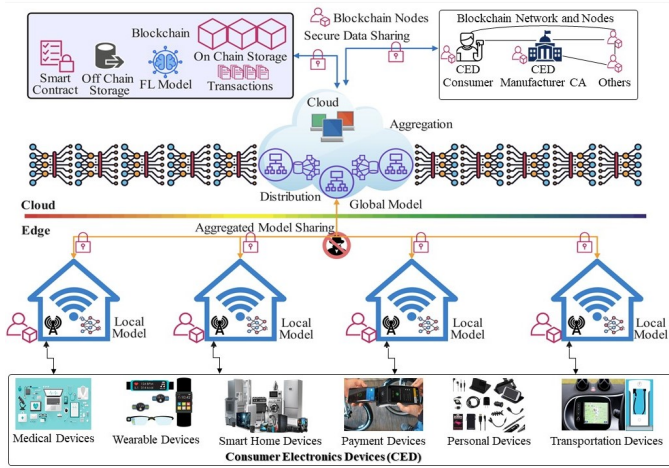 Blockchain
Smart
Contract
Off Chain
Storage
FL Model
On Chain Storage
Transactions
Blockchain Nodes
Secure Data Sharing
Blockchain Network and Nodes
CED
Consumer
CED
Manufacturer
CA
Others
Cloud
Aggregation
Distribution
Global Model
Cloud
Edge
Aggregated Model Sharing
Local
Model
Local
Model
Local
Model
Local
Model
Medical Devices
Wearable Devices
Smart Home Devices
Payment Devices
Personal Devices
Transportation Devices
Consumer Electronics Devices (CED)